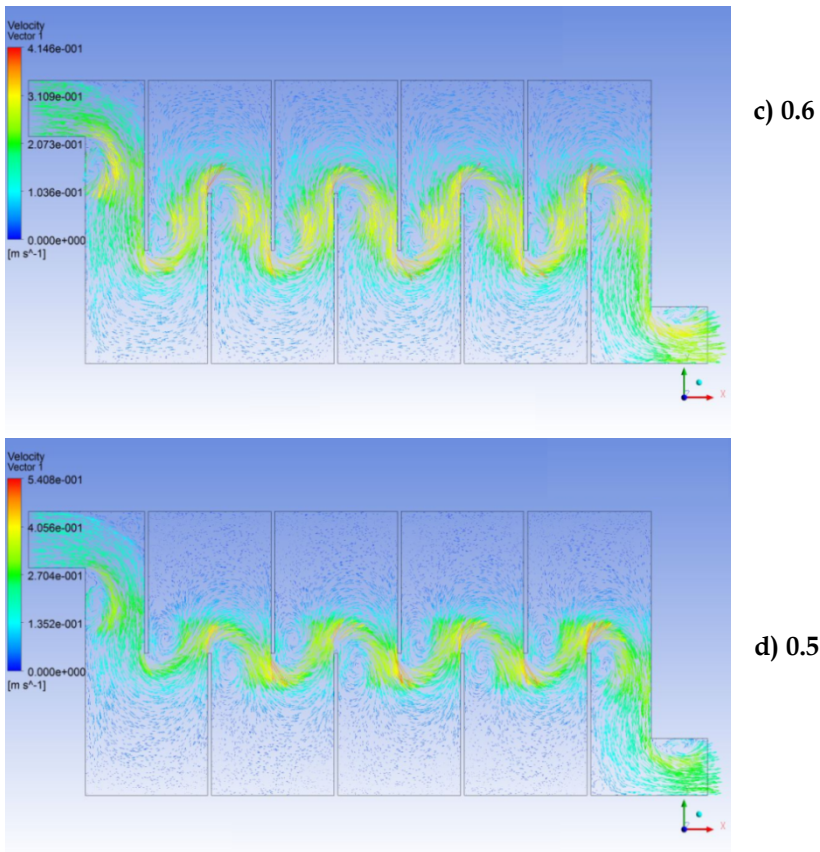 Velocity
Vector 1
4.146e-001
3.109e-001
2.073e-001
1.036e-001
0.000e+000
[m s^-1]
X
c) 0.6
Velocity
Vector 1
5.408e-001
4.056e-001
2.704e-001
1.352e-001
0.000e+000
[m s^-1]
X
d) 0.5